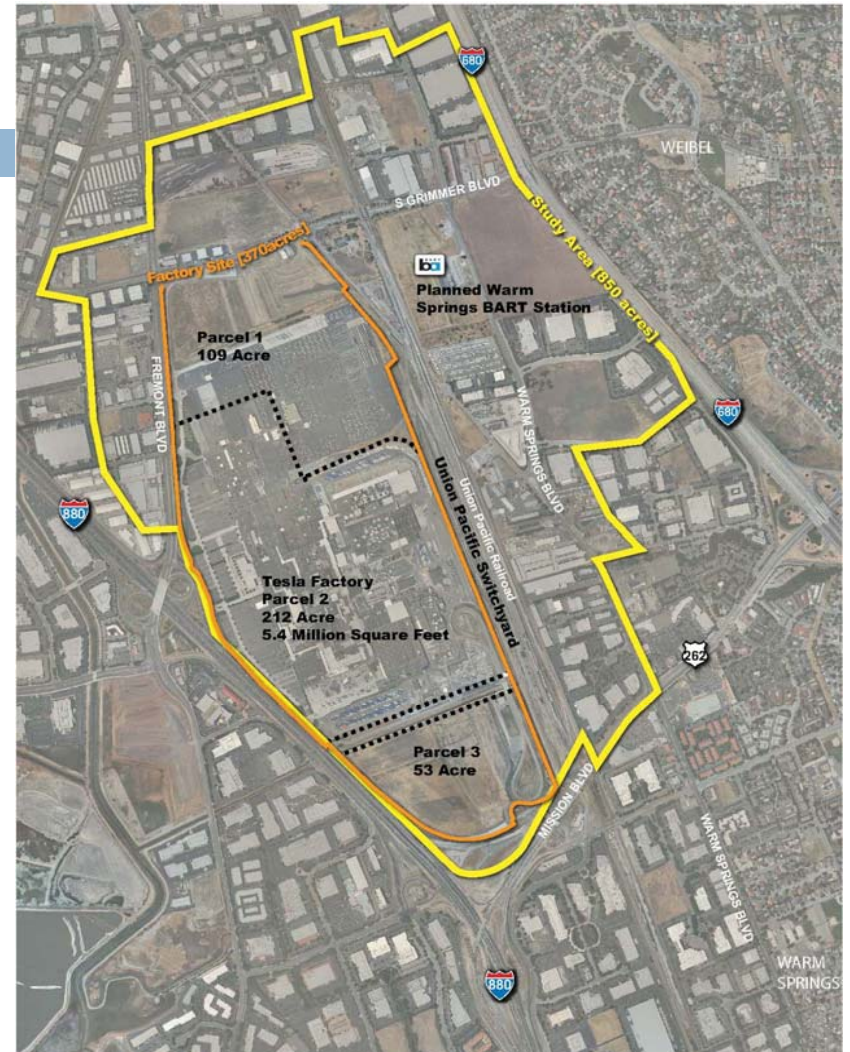 680
WEIBEL
S GRIMMER BLVD
Study Area [850 acres]
Factory Site [370acres]
BART
ba
Planned Warm
Springs BART Station
Parcel 1
109 Acre
FREMONT BLVD
WARM SPRINGS BLVD
680
Union Pacific Railroad
Union Pacific Switchyard
880
Tesla Factory
Parcel 2
212 Acre
5.4 Million Square Feet
262
Parcel 3
53 Acre
MISSION BLVD
WARM SPRINGS BLVD
WARM
SPRINGS
880